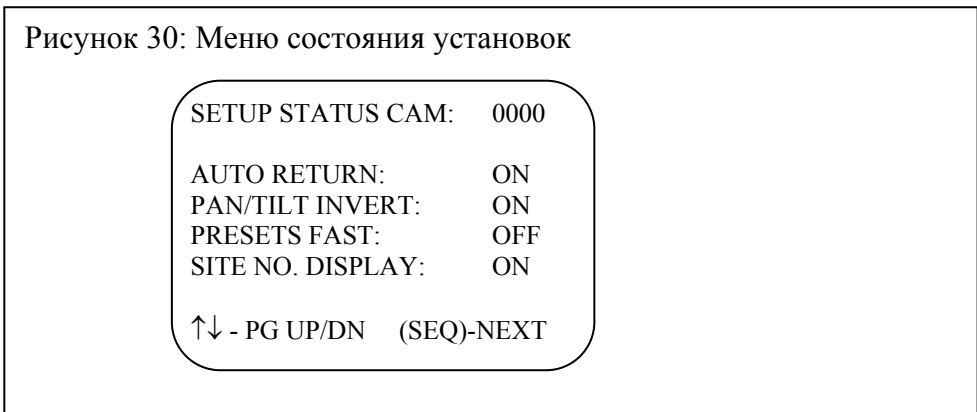 Рисунок 30: Меню состояния установок
SETUP STATUS CAM: 0000
AUTO RETURN: ON
PAN/TILT INVERT: ON
PRESETS FAST: OFF
SITE NO. DISPLAY: ON
↑↓ - PG UP/DN (SEQ)-NEXT